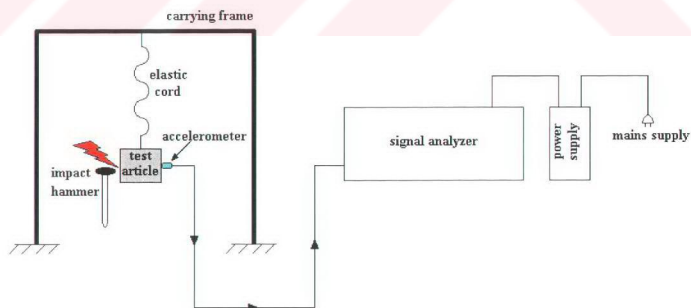 carrying frame
elastic
cord
accelerometer
test
article
impact
hammer
signal analyzer
power
supply
mains supply